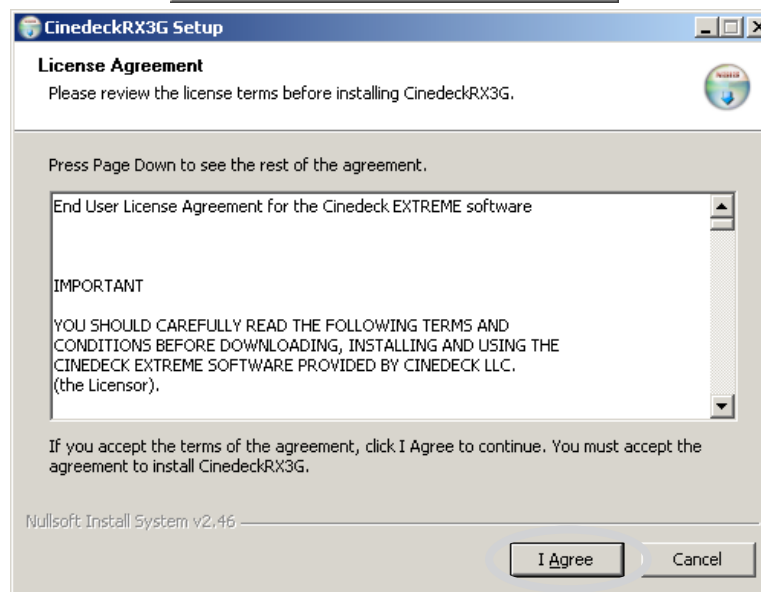 CinedeckRX3G Setup
License Agreement
Please review the license terms before installing CinedeckRX3G.
Press Page Down to see the rest of the agreement.
End User License Agreement for the Cinedeck EXTREME software
IMPORTANT
YOU SHOULD CAREFULLY READ THE FOLLOWING TERMS AND
CONDITIONS BEFORE DOWNLOADING, INSTALLING AND USING THE
CINEDECK EXTREME SOFTWARE PROVIDED BY CINEDECK LLC.
(the Licensor).
If you accept the terms of the agreement, click I Agree to continue. You must accept the
agreement to install CinedeckRX3G.
Nullsoft Install System v2.46
I Agree
Cancel